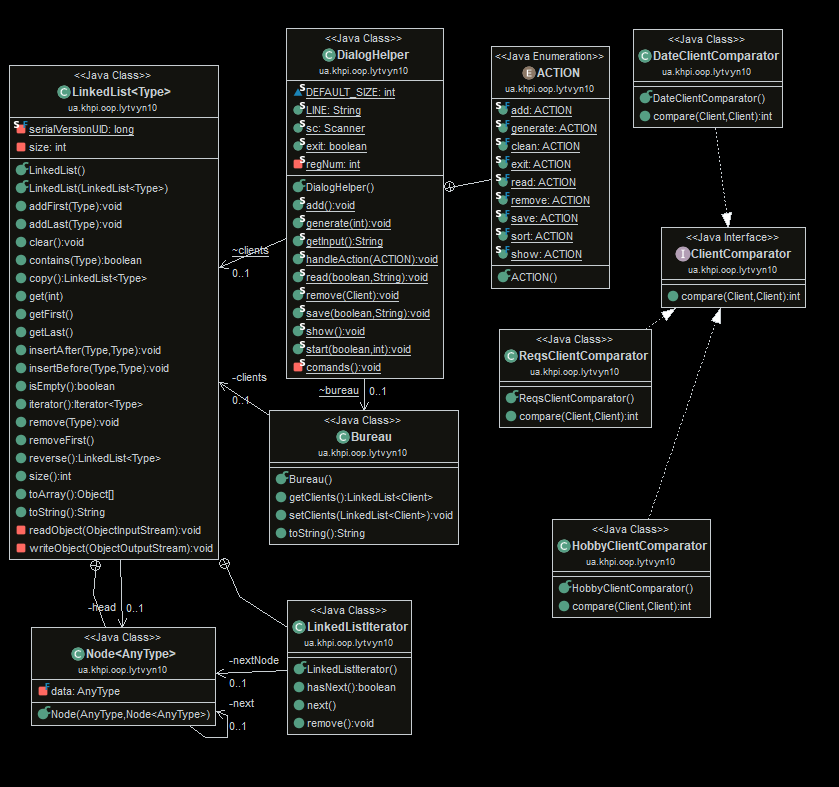 <<Java Class>>
LinkedList<Type>
ua.khpi.oop.lytvyn10
serialVersionUID: long
size: int
LinkedList()
LinkedList(LinkedList<Type>)
addFirst(Type):void
addLast(Type):void
clear():void
contains(Type):boolean
copy():LinkedList<Type>
get(int)
getFirst()
getLast()
insertAfter(Type,Type):void
insertBefore(Type,Type):void
isEmpty():boolean
iterator():Iterator<Type>
remove(Type):void
removeFirst()
reverse():LinkedList<Type>
size():int
toArray():Object[]
toString():String
readObject(ObjectInputStream):void
writeObject(ObjectOutputStream):void
<<Java Class>>
DialogHelper
ua.khpi.oop.lytvyn10
DEFAULT_SIZE: int
LINE: String
sc: Scanner
exit: boolean
regNum: int
DialogHelper()
add():void
generate(int):void
getInput():String
handleAction(ACTION):void
read(boolean,String):void
remove(Client):void
save(boolean,String):void
show():void
start(boolean,int):void
comands():void
<<Java Enumeration>>
ACTION
ua.khpi.oop.lytvyn10
add: ACTION
generate: ACTION
clean: ACTION
exit: ACTION
read: ACTION
remove: ACTION
save: ACTION
sort: ACTION
show: ACTION
ACTION()
<<Java Class>>
DateClientComparator
ua.khpi.oop.lytvyn10
DateClientComparator()
compare(Client,Client):int
<<Java Interface>>
ClientComparator
ua.khpi.oop.lytvyn10
compare(Client,Client):int
<<Java Class>>
ReqsClientComparator
ua.khpi.oop.lytvyn10
ReqsClientComparator()
compare(Client,Client):int
<<Java Class>>
HobbyClientComparator
ua.khpi.oop.lytvyn10
HobbyClientComparator()
compare(Client,Client):int
~clients
0..1
-clients
0..1
~bureau
0..1
<<Java Class>>
Bureau
ua.khpi.oop.lytvyn10
Bureau()
getClients():LinkedList<Client>
setClients(LinkedList<Client>):void
toString():String
-head
0..1
<<Java Class>>
Node<AnyType>
ua.khpi.oop.lytvyn10
data: AnyType
Node(AnyType,Node<AnyType>)
-nextNode
0..1
-next
0..1
<<Java Class>>
LinkedListIterator
ua.khpi.oop.lytvyn10
LinkedListIterator()
hasNext():boolean
next()
remove():void